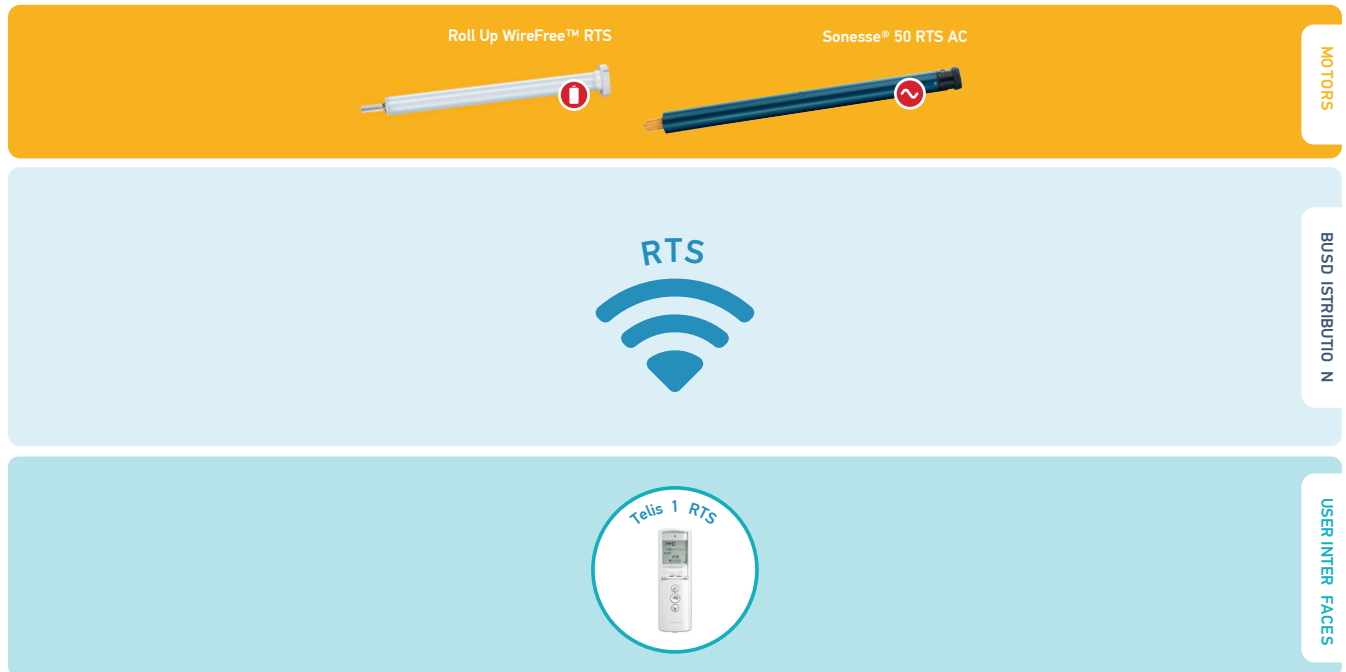 Roll Up WireFree™ RTS
Sonesse® 50 RTS AC
MOTORS
RTS
BUSD ISTRIBUTIO N
Telis 1 RTS
USER INTER FACES